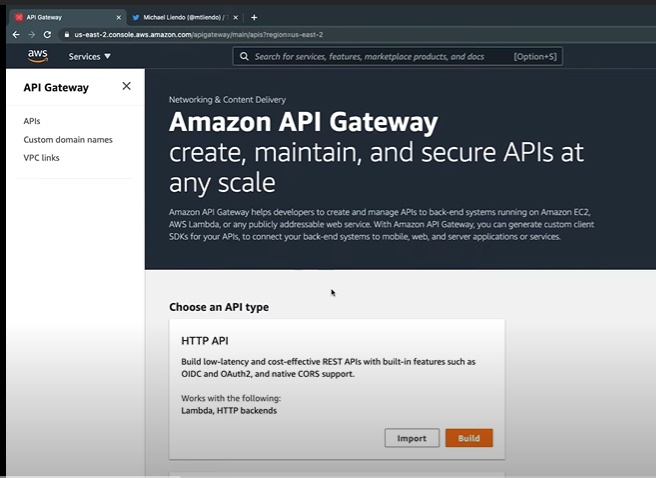 API Gateway
Michael Liendo (@mtliendo) /
us-east-2.console.aws.amazon.com/apigateway/main/apis?region=us-east-2
aws
Services
Search for services, features, marketplace products, and docs
[Option+S]
API Gateway
APIs
Custom domain names
VPC links
Networking & Content Delivery
Amazon API Gateway
create, maintain, and secure APIs at
any scale
Amazon API Gateway helps developers to create and manage APIs to back-end systems running on Amazon EC2,
AWS Lambda, or any publicly addressable web service. With Amazon API Gateway, you can generate custom client
SDKs for your APIs, to connect your back-end systems to mobile, web, and server applications or services.
Choose an API type
HTTP API
Build low-latency and cost-effective REST APIs with built-in features such as
OIDC and OAuth2, and native CORS support.
Works with the following:
Lambda, HTTP backends
Import
Build